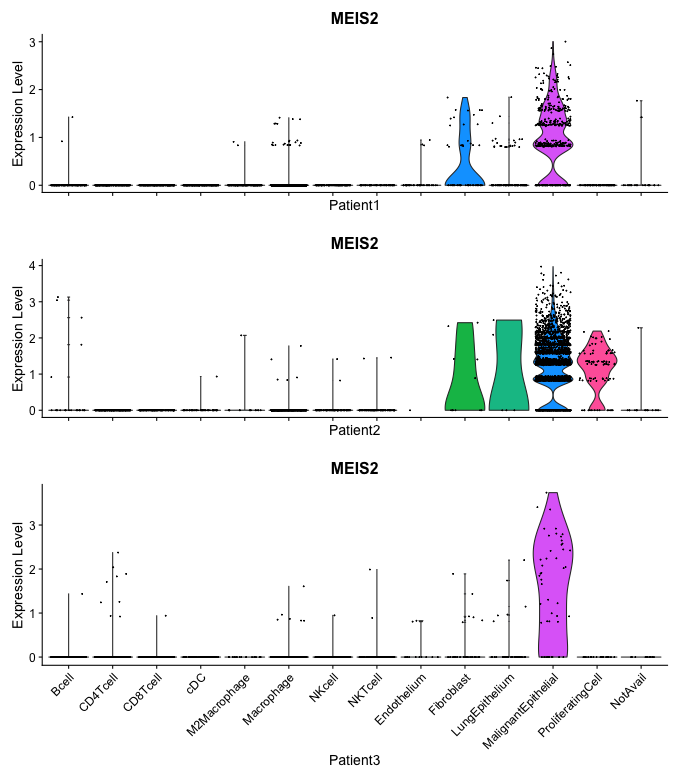 MEIS2
Expression Level
3
2
1
0
Patient1
MEIS2
Expression Level
4
3
2
1
0
Patient2
MEIS2
Expression Level
3
2
1
0
Bcell
CD4Tcell
CD8Tcell
cDC
M2Macrophage
Macrophage
NKcell
NKTcell
Endothelium
Fibroblast
LungEpithelium
MalignantEpithelial
ProliferatingCell
NotAvail
Patient3